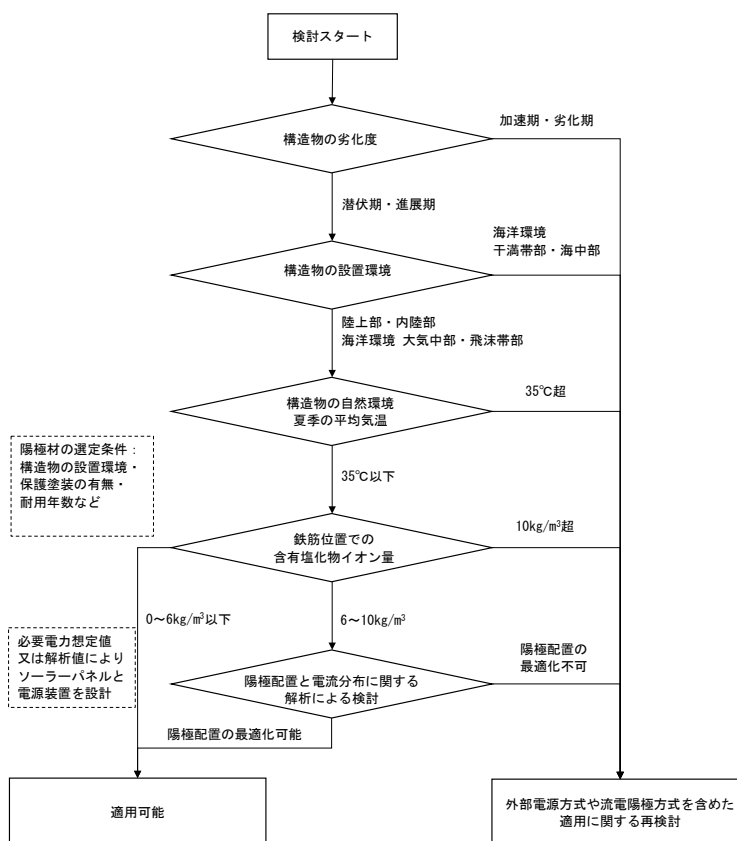 検討スタート
構造物の劣化度
加速期・劣化期
潜伏期・進展期
海洋環境
干満帯部・海中部
構造物の設置環境
陸上部・内陸部
海洋環境 大気中部・飛沫帯部
35℃超
構造物の自然環境
夏季の平均気温
陽極材の選定条件：
構造物の設置環境・
保護塗装の有無・
耐用年数など
35℃以下
10kg/m³超
鉄筋位置での
含有塩化物イオン量
0～6kg/m³以下
6～10kg/m³
必要電力想定値
又は解析値により
ソーラーパネルと
電源装置を設計
陽極配置の
最適化不可
陽極配置と電流分布に関する
解析による検討
陽極配置の最適化可能
適用可能
外部電源方式や流電陽極方式を含めた
適用に関する再検討